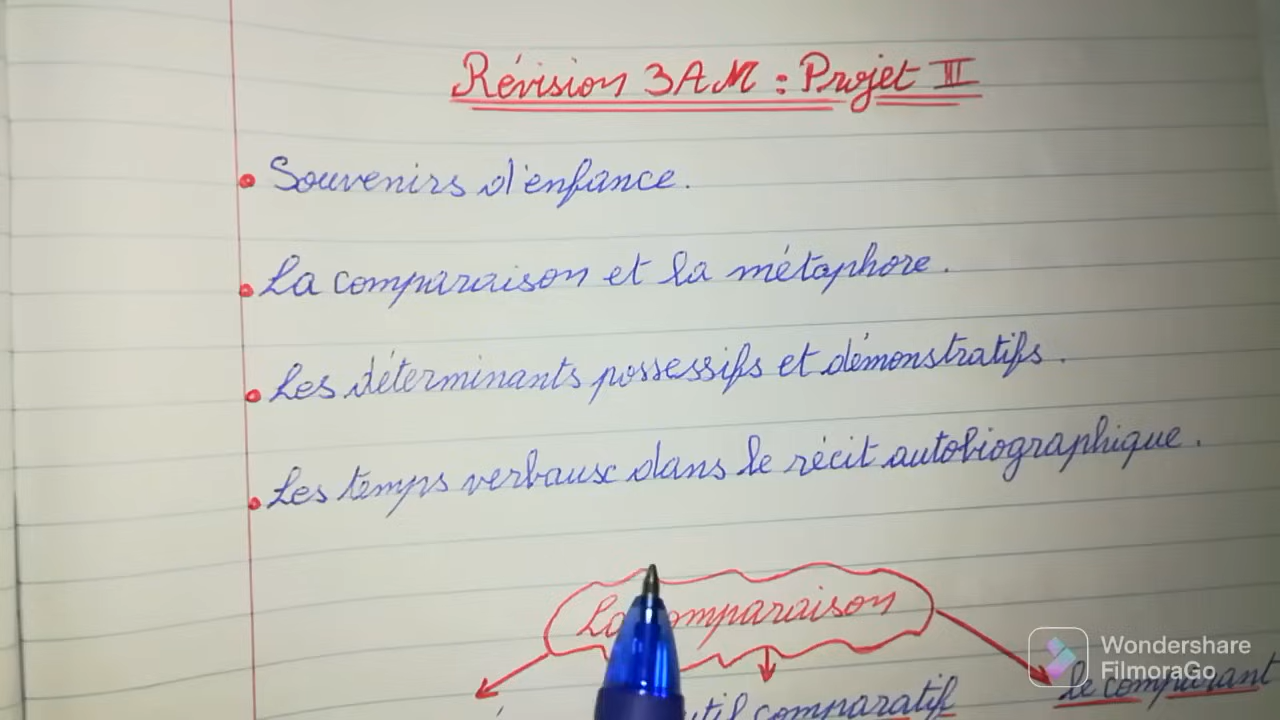 Révision 3AM : Projet III
Souvenirs d'enfance.
La comparaison et la métaphore.
Les déterminants possessifs et démonstratifs.
Les temps verbaux dans le récit autobiographique.
La comparaison
Wondershare
FilmoraGo
le comparant
comparatif